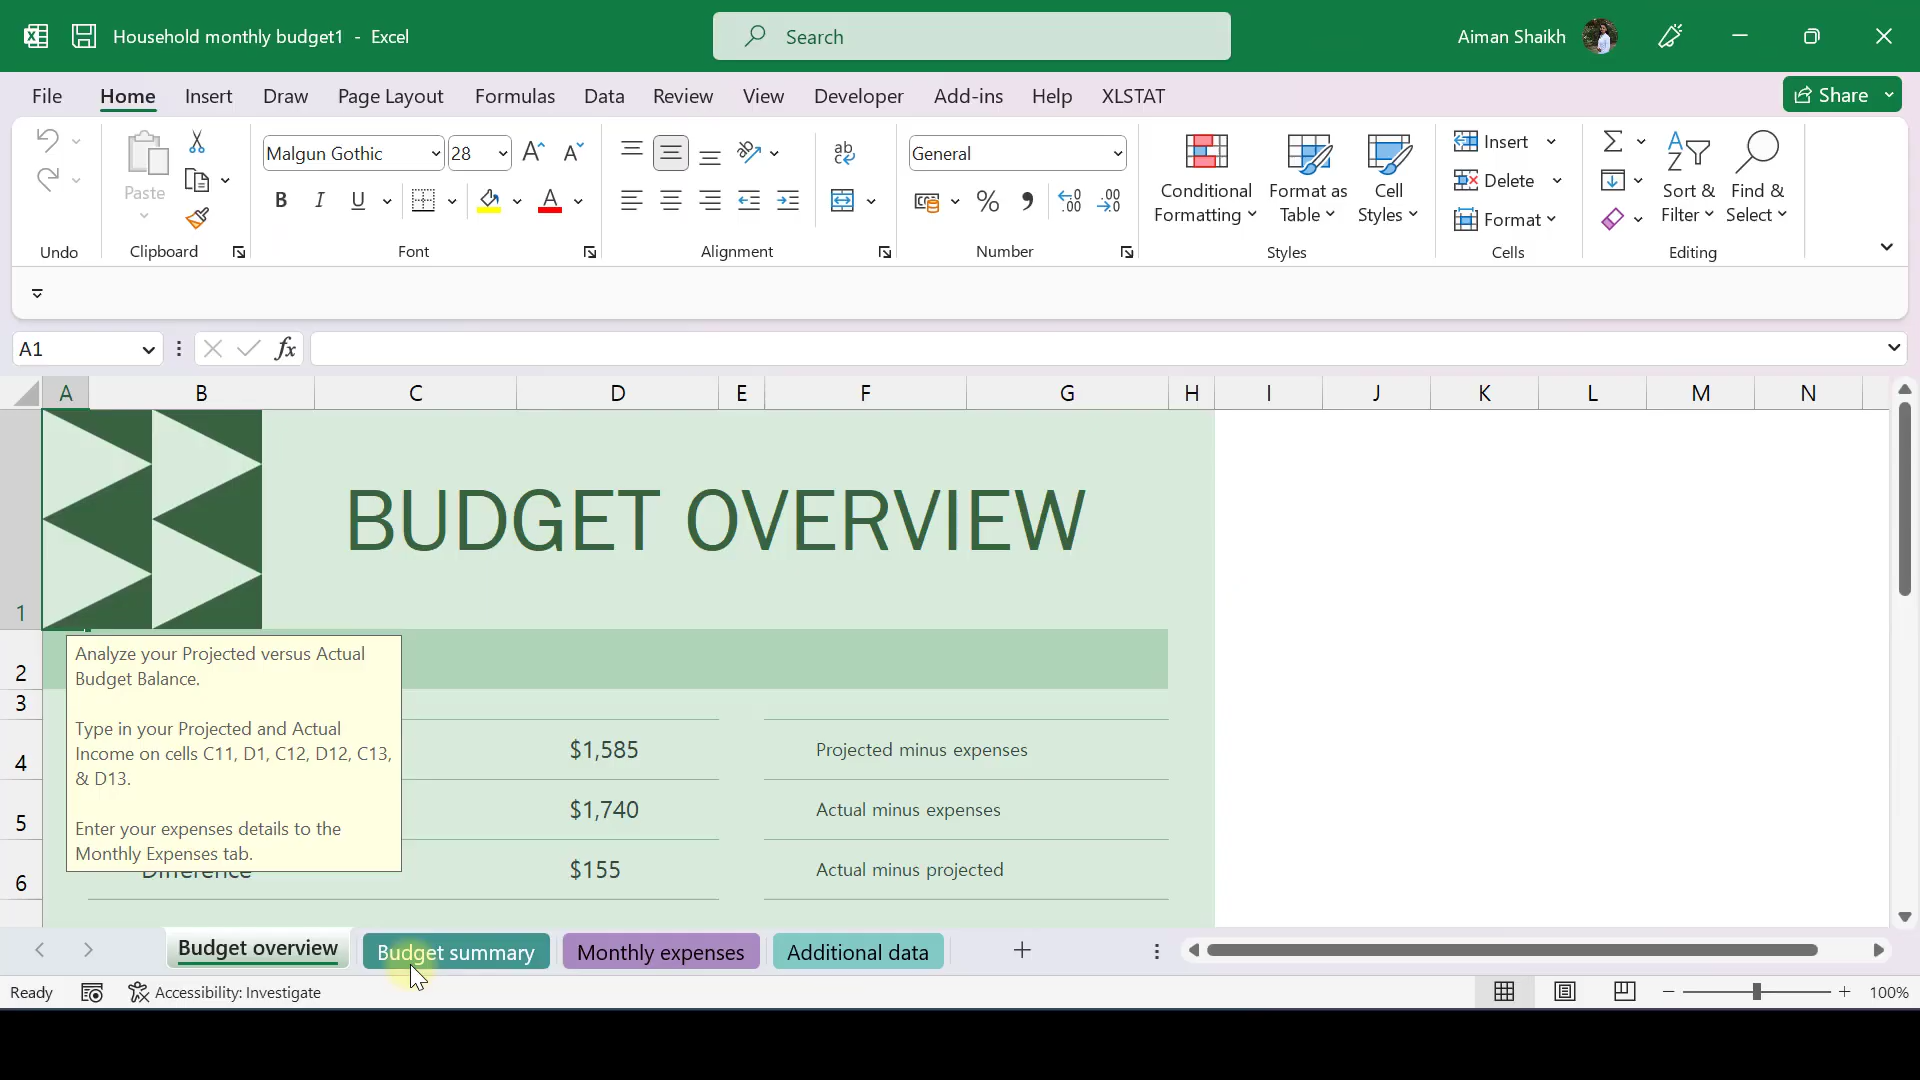 Household monthly budget1 - Excel
Search
Aiman Shaikh
File Home Insert Draw Page Layout Formulas Data Review View Developer Add-ins Help XLSTAT
Share
Paste
Malgun Gothic 28
B I U
ab
General
Conditional Formatting
Format as Table
Cell Styles
Insert
Delete
Format
Sort & Filter
Find & Select
Undo Clipboard Font Alignment Number Styles Cells Editing
A1 fx
A B C D E F G H I J K L M N
BUDGET OVERVIEW
1
2
3
4
5
6
Analyze your Projected versus Actual
Budget Balance.
Type in your Projected and Actual
Income on cells C11, D1, C12, D12, C13,
& D13.
Enter your expenses details to the
Monthly Expenses tab.
$1,585 Projected minus expenses
$1,740 Actual minus expenses
Difference $155 Actual minus projected
Budget overview Budget summary Monthly expenses Additional data
Ready Accessibility: Investigate 100%